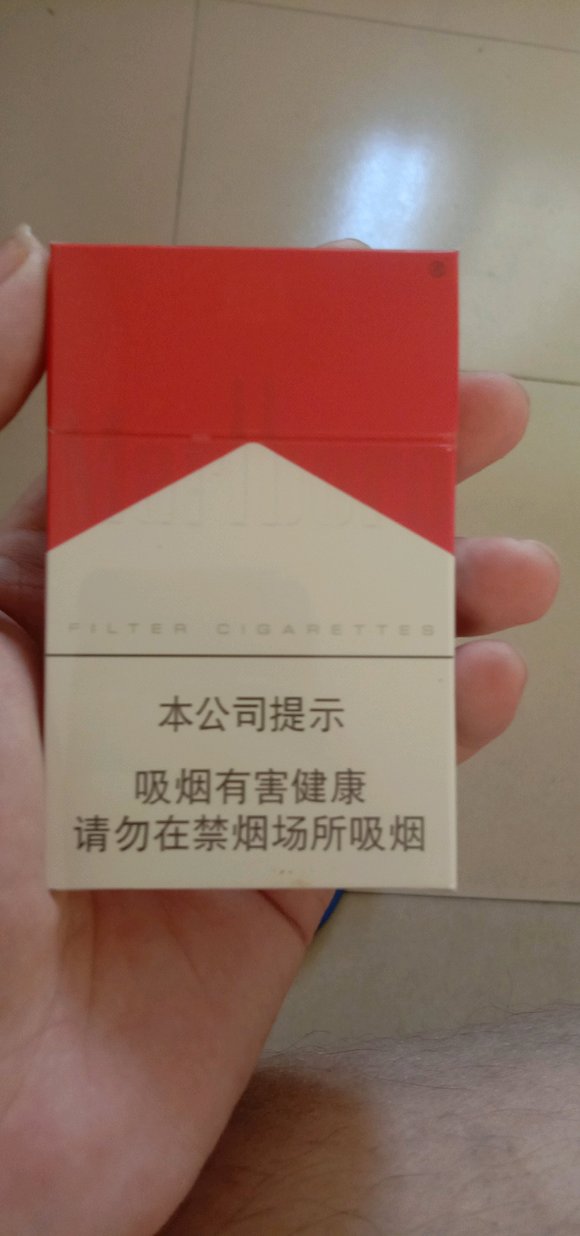 ®
Marlboro
FILTER CIGARETTES
本公司提示
吸烟有害健康
请勿在禁烟场所吸烟